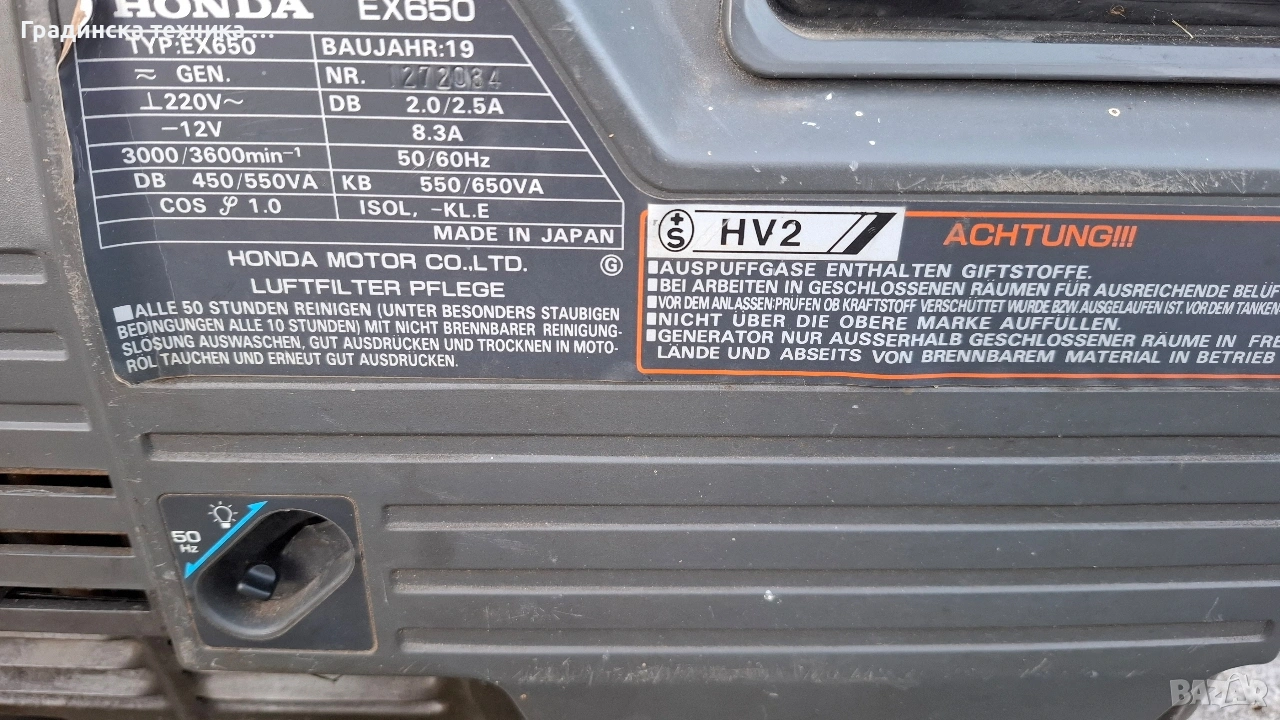 HONDA EX650
Градинска техника ...
TYP:EX650 BAUJAHR:19
≂ GEN. NR. 1272084
⊥220V~ DB 2.0/2.5A
–12V 8.3A
3000/3600min⁻¹ 50/60Hz
DB 450/550VA KB 550/650VA
COS φ 1.0 ISOL, -KL.E
MADE IN JAPAN
HONDA MOTOR CO.,LTD. G
LUFTFILTER PFLEGE
■ALLE 50 STUNDEN REINIGEN (UNTER BESONDERS STAUBIGEN
BEDINGUNGEN ALLE 10 STUNDEN) MIT NICHT BRENNBARER REINIGUNG-
SLÖSUNG AUSWASCHEN, GUT AUSDRÜCKEN UND TROCKNEN IN MOTO-
RÖL TAUCHEN UND ERNEUT GUT AUSDRÜCKEN.
+S HV2
ACHTUNG!!!
■AUSPUFFGASE ENTHALTEN GIFTSTOFFE.
■BEI ARBEITEN IN GESCHLOSSENEN RÄUMEN FÜR AUSREICHENDE BELÜF
■VOR DEM ANLASSEN PRÜFEN OB KRAFTSTOFF VERSCHÜTTET WURDE BZW. AUSGELAUFEN IST. VOR DEM TANKEN
■NICHT ÜBER DIE OBERE MARKE AUFFÜLLEN.
■GENERATOR NUR AUSSERHALB GESCHLOSSENER RÄUME IN FRE
LÄNDE UND ABSEITS VON BRENNBAREM MATERIAL IN BETRIEB
50
Hz
BAZAR